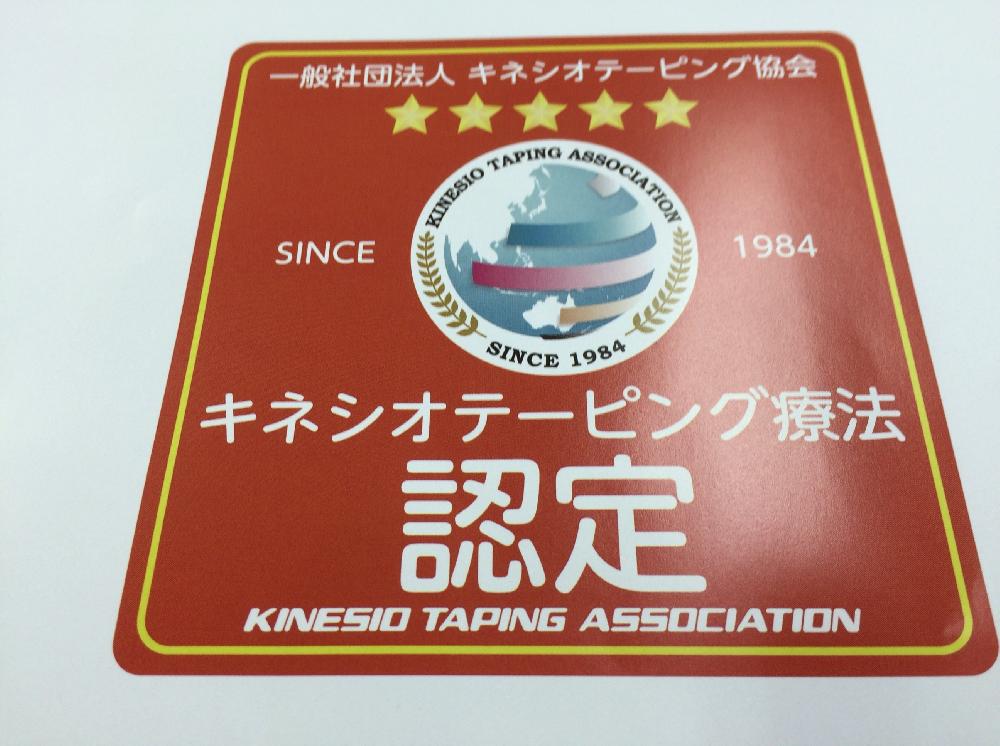 一般社団法人 キネシオテーピング協会
KINESIO TAPING ASSOCIATION
SINCE 1984
SINCE 1984
キネシオテーピング療法
認定
KINESIO TAPING ASSOCIATION